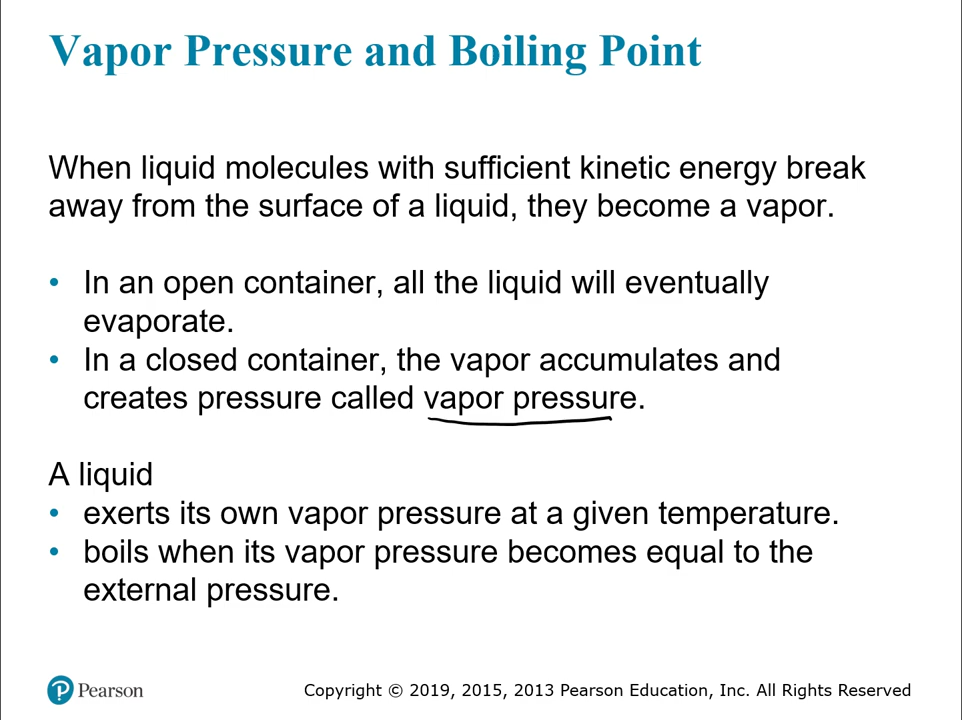 Vapor Pressure and Boiling Point
When liquid molecules with sufficient kinetic energy break
away from the surface of a liquid, they become a vapor.
• In an open container, all the liquid will eventually
evaporate.
• In a closed container, the vapor accumulates and
creates pressure called vapor pressure.
A liquid
• exerts its own vapor pressure at a given temperature.
• boils when its vapor pressure becomes equal to the
external pressure.
Pearson
Copyright © 2019, 2015, 2013 Pearson Education, Inc. All Rights Reserved